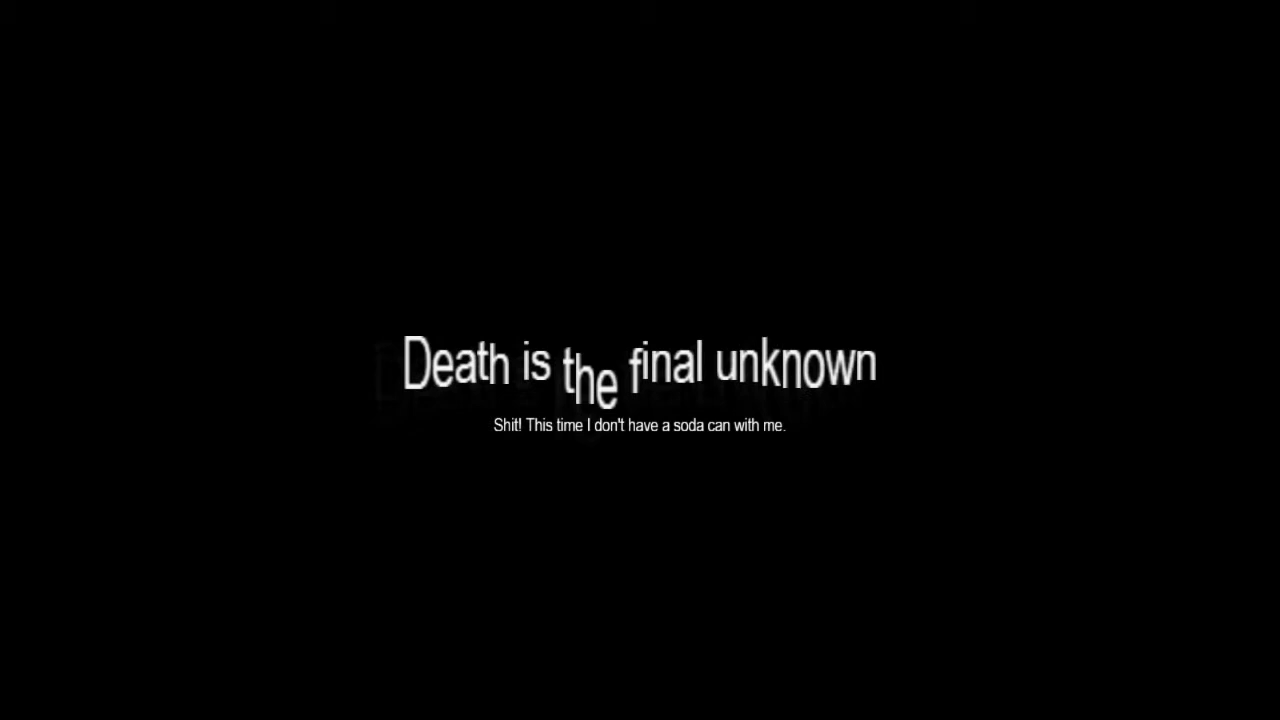 Death is the final unknown
Shit! This time I don't have a soda can with me.